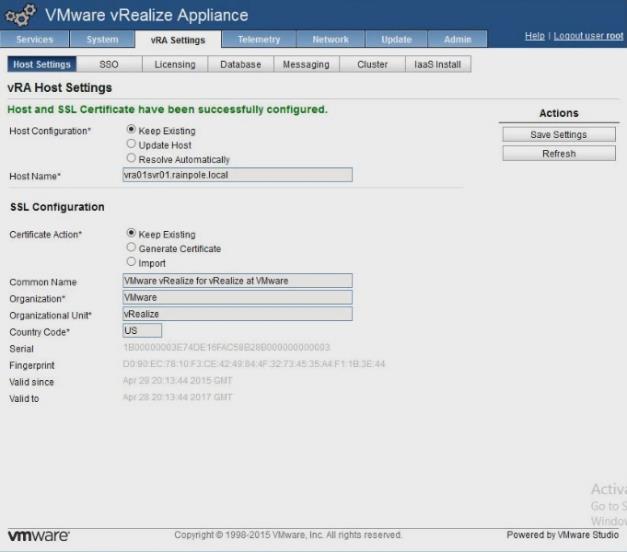 VMware vRealize Appliance
Services System vRA Settings Telemetry Network Update Admin Help | Logout user root
Host Settings SSO Licensing Database Messaging Cluster IaaS Install
vRA Host Settings
Host and SSL Certificate have been successfully configured.
Actions
Host Configuration* Keep Existing
Save Settings
Update Host
Refresh
Resolve Automatically
Host Name* vra01svr01.rainpole.local
SSL Configuration
Certificate Action* Keep Existing
Generate Certificate
Import
Common Name VMware vRealize for vRealize at VMware
Organization* VMware
Organizational Unit* vRealize
Country Code* US
Serial 1B00000003E74DE16FAC58B28B000000000003
Fingerprint D0:90:EC:78:10:F3:CE:42:49:84:4F:32:73:45:35:A4:F1:1B:3E:44
Valid since Apr 29 20:13:44 2015 GMT
Valid to Apr 28 20:13:44 2017 GMT
Activa
Go to S
Window
vmware Copyright © 1998-2015 VMware, Inc. All rights reserved. Powered by VMware Studio